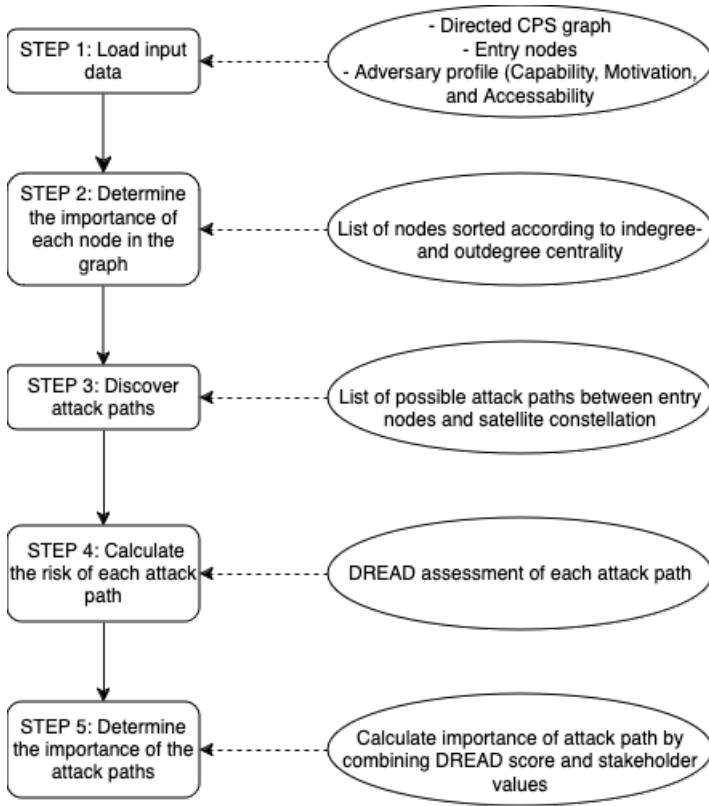 STEP 1: Load input
data
- Directed CPS graph
- Entry nodes
- Adversary profile (Capability, Motivation,
and Accessability
STEP 2: Determine
the importance of
each node in the
graph
List of nodes sorted according to indegree-
and outdegree centrality
STEP 3: Discover
attack paths
List of possible attack paths between entry
nodes and satellite constellation
STEP 4: Calculate
the risk of each attack
path
DREAD assessment of each attack path
STEP 5: Determine
the importance of the
attack paths
Calculate importance of attack path by
combining DREAD score and stakeholder
values